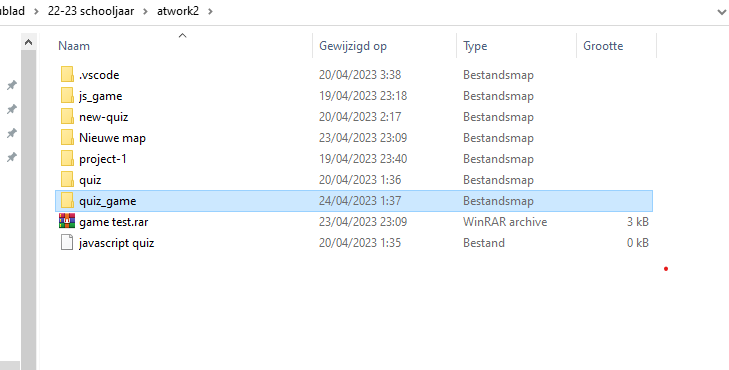 ublad > 22-23 schooljaar > atwork2 >
Naam Gewijzigd op Type Grootte
.vscode 20/04/2023 3:38 Bestandsmap
js_game 19/04/2023 23:18 Bestandsmap
new-quiz 20/04/2023 2:17 Bestandsmap
Nieuwe map 23/04/2023 23:09 Bestandsmap
project-1 19/04/2023 23:40 Bestandsmap
quiz 20/04/2023 1:36 Bestandsmap
quiz_game 24/04/2023 1:37 Bestandsmap
game test.rar 23/04/2023 23:09 WinRAR archive 3 kB
javascript quiz 20/04/2023 1:35 Bestand 0 kB